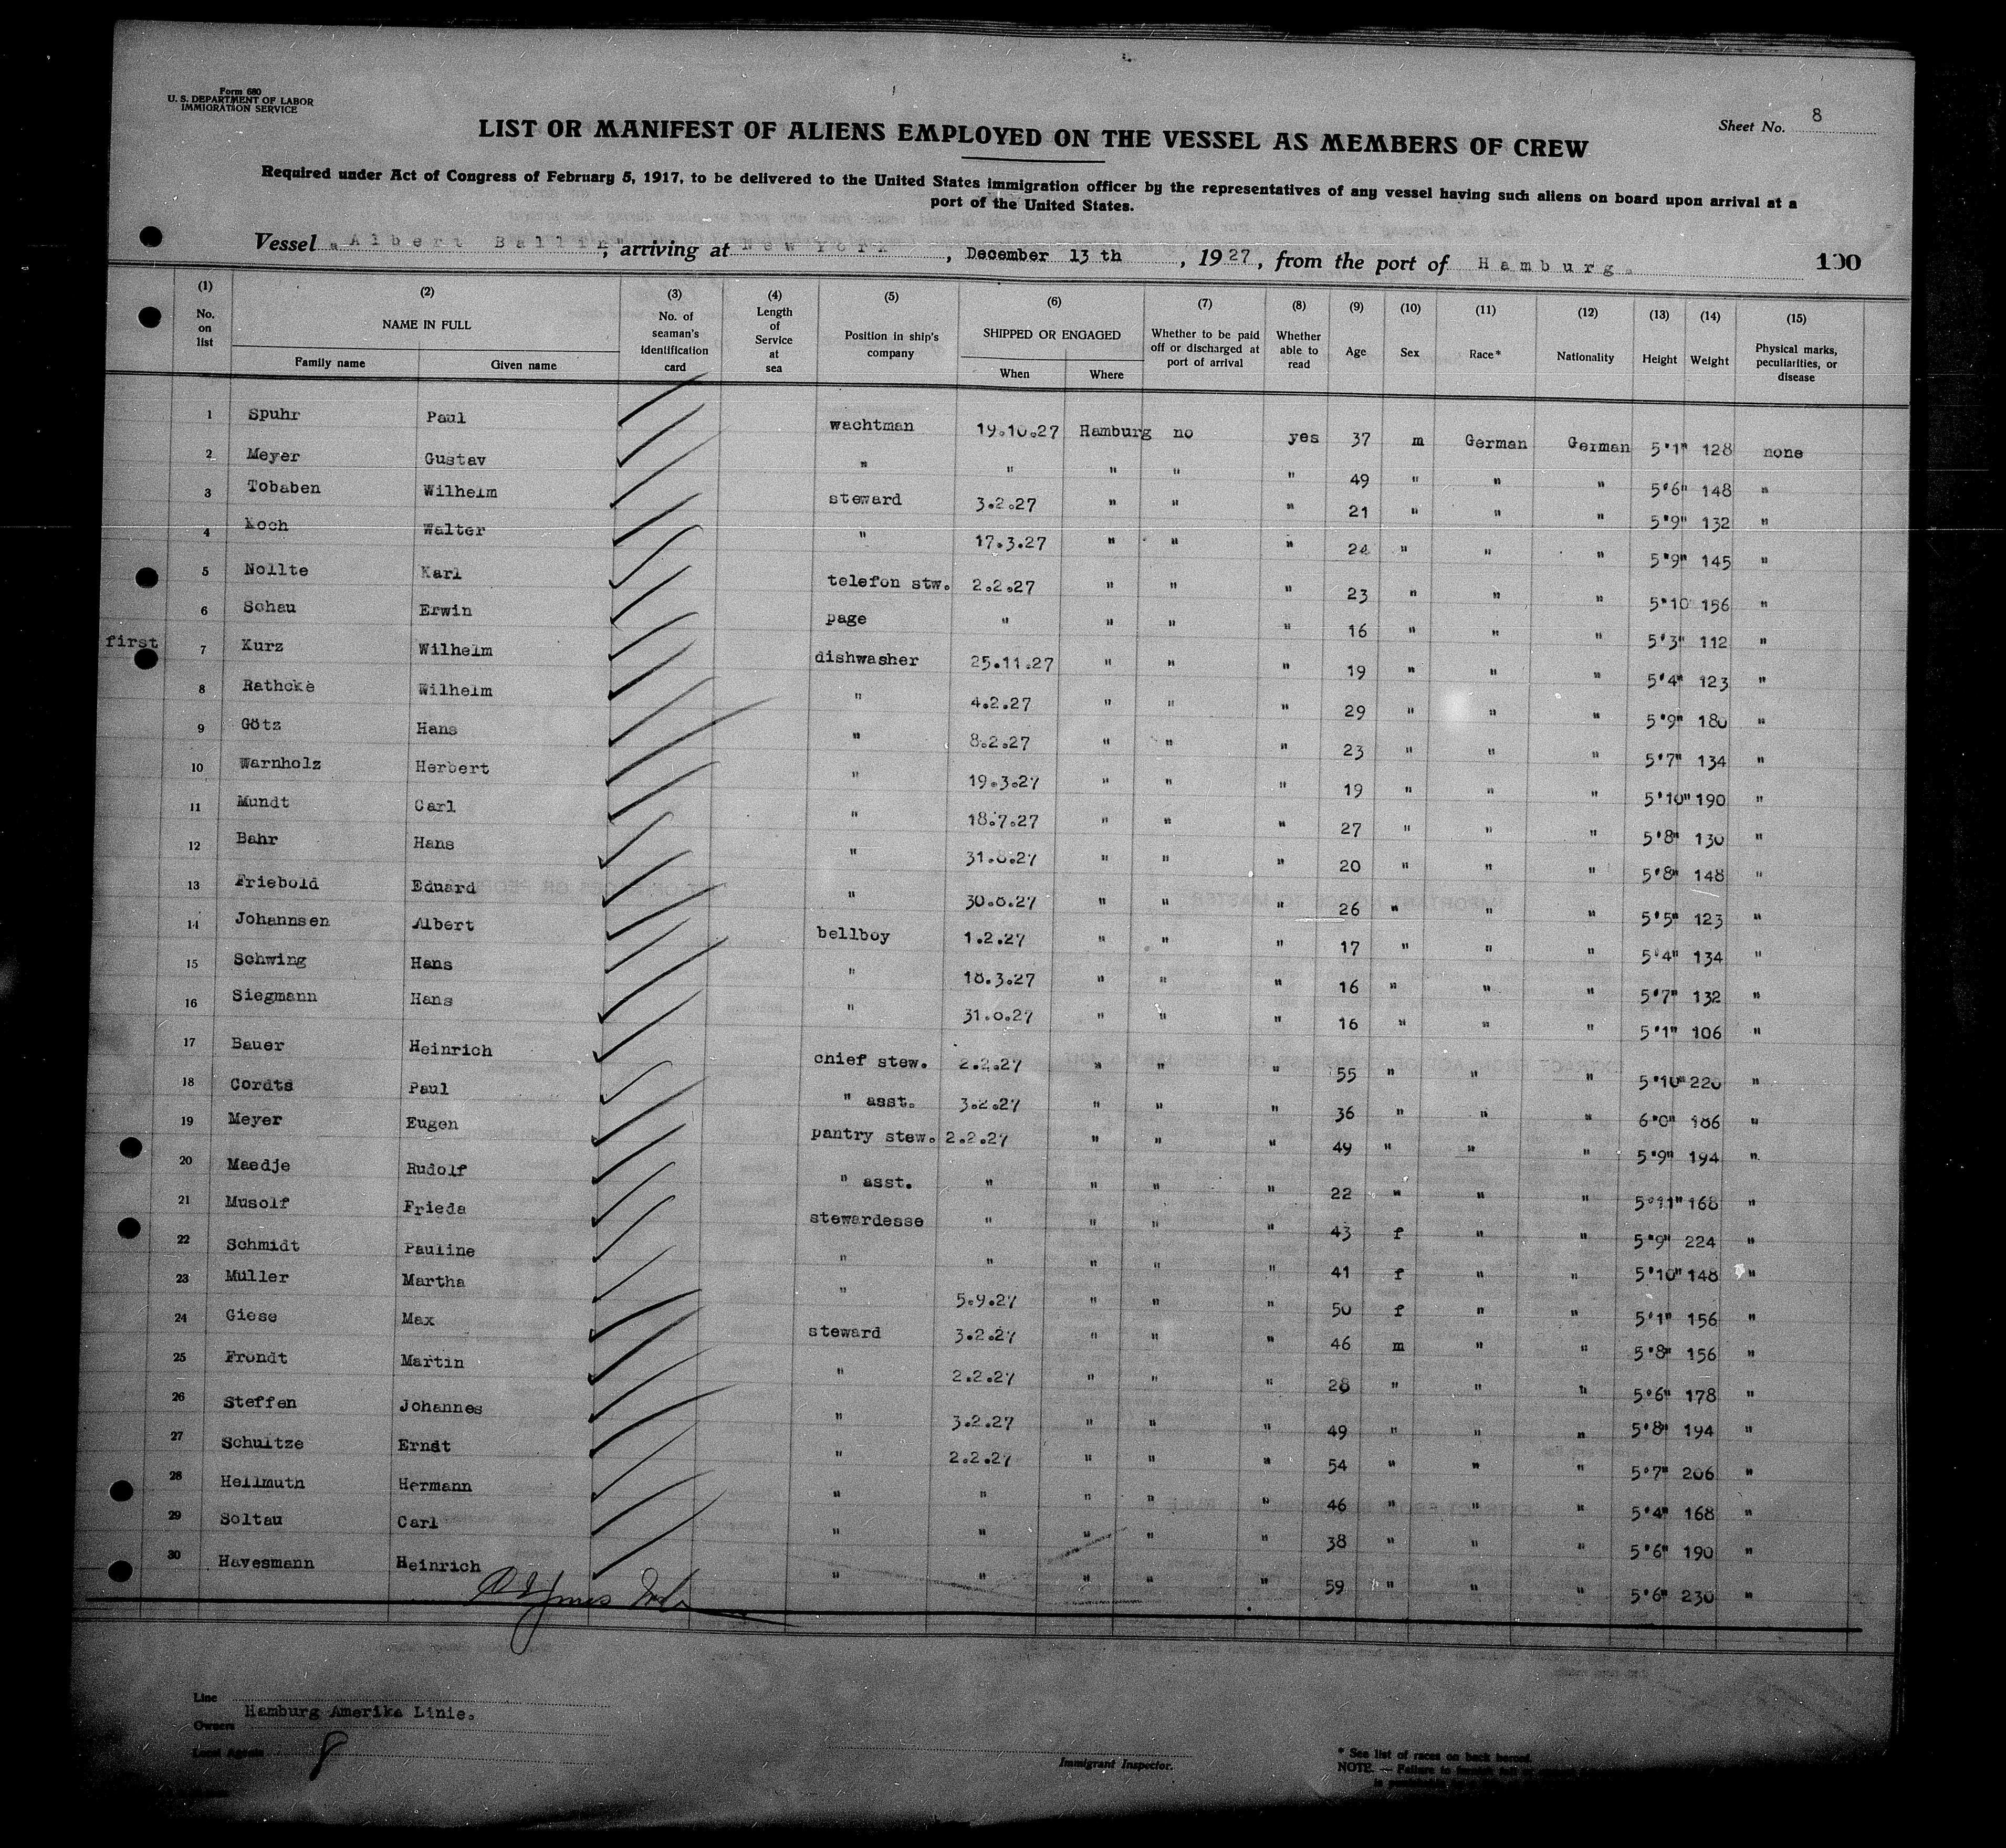 Form 680
U. S. DEPARTMENT OF LABOR
IMMIGRATION SERVICE
Sheet No. 8
LIST OR MANIFEST OF ALIENS EMPLOYED ON THE VESSEL AS MEMBERS OF CREW
Required under Act of Congress of February 5, 1917, to be delivered to the United States immigration officer by the representatives of any vessel having such aliens on board upon arrival at a
port of the United States.
Vessel "Albert Ballin", arriving at New York, December 13 th, 1927, from the port of Hamburg. 100
(1) (2) (3) (4) (5) (6) (7) (8) (9) (10) (11) (12) (13) (14) (15)
No. on list NAME IN FULL Family name Given name No. of seaman's identification card Length of Service at sea Position in ship's company SHIPPED OR ENGAGED When Where Whether to be paid off or discharged at port of arrival Whether able to read Age Sex Race* Nationality Height Weight Physical marks, peculiarities, or disease
1 Spuhr Paul wachtman 19.10.27 Hamburg no yes 37 m German German 5'1" 128 none
2 Meyer Gustav " " " " " 49 " " " 5'6" 148 "
3 Tobaben Wilhelm steward 3.2.27 " " " 21 " " " 5'9" 132 "
4 Koch Walter " 17.3.27 " " " 24 " " " 5'9" 145 "
5 Nollte Karl telefon stw. 2.2.27 " " " 23 " " " 5'10 156 "
6 Schau Erwin page " " " " 16 " " " 5'3" 112 "
first 7 Kurz Wilhelm dishwasher 25.11.27 " " " 19 " " " 5'4" 123 "
8 Rathcke Wilhelm " 4.2.27 " " " 29 " " " 5'9" 180 "
9 Götz Hans " 8.2.27 " " " 23 " " " 5'7" 134 "
10 Warnholz Herbert " 19.3.27 " " " 19 " " " 5'10" 190 "
11 Mundt Carl " 18.7.27 " " " 27 " " " 5'8" 130 "
12 Bahr Hans " 31.8.27 " " " 20 " " " 5'8" 148 "
13 Friebold Eduard " 30.8.27 " " " 26 " " " 5'5" 123 "
14 Johannsen Albert bellboy 1.2.27 " " " 17 " " " 5'4" 134 "
15 Schwing Hans " 18.3.27 " " " 16 " " " 5'7" 132 "
16 Siegmann Hans " 31.8.27 " " " 16 " " " 5'1" 106 "
17 Bauer Heinrich chief stew. 2.2.27 " " " 55 " " " 5'10" 220 "
18 Cordts Paul " asst. 3.2.27 " " " 36 " " " 6'0" 186 "
19 Meyer Eugen pantry stew. 2.2.27 " " " 49 " " " 5'9" 194 "
20 Maedje Rudolf " asst. " " " " 22 " " " 5'11" 168 "
21 Musolf Frieda stewardesse " " " " 43 f " " 5'9" 224 "
22 Schmidt Pauline " " " " " 41 f " " 5'10" 148 "
23 Müller Martha " 5.9.27 " " " 50 f " " 5'1" 156 "
24 Giese Max steward 3.2.27 " " " 46 m " " 5'8" 156 "
25 Frondt Martin " 2.2.27 " " " 28 " " " 5'6" 178 "
26 Steffen Johannes " 3.2.27 " " " 49 " " " 5'8" 194 "
27 Schultze Erndt " 2.2.27 " " " 54 " " " 5'7" 206 "
28 Hellmuth Hermann " " " " " 46 " " " 5'4" 168 "
29 Soltau Carl " " " " " 38 " " " 5'6" 190 "
30 Havesmann Heinrich " " " " " 59 " " " 5'6" 230 "
Line
Hamburg Amerika Linie.
Owners
Local Agents
Immigrant Inspector.
* See list of races on back hereof.
NOTE. — Failure to furnish